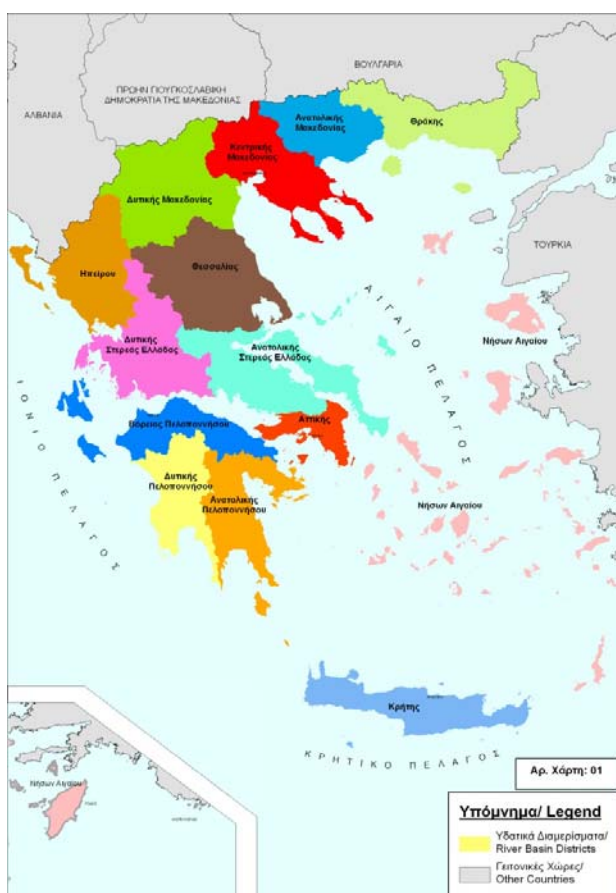 ΒΟΥΛΓΑΡΙΑ
ΠΡΩΗΝ ΓΙΟΥΓΚΟΣΛΑΒΙΚΗ
ΔΗΜΟΚΡΑΤΙΑ ΤΗΣ ΜΑΚΕΔΟΝΙΑΣ
ΑΛΒΑΝΙΑ
Ανατολικής
Μακεδονίας
Θράκης
Κεντρικής
Μακεδονίας
Δυτικής Μακεδονίας
ΤΟΥΡΚΙΑ
Ηπείρου
Θεσσαλίας
ΑΙΓΑΙΟ ΠΕΛΑΓΟΣ
Νήσων Αιγαίου
Δυτικής
Στερεάς Ελλάδος
Ανατολικής
Στερεάς Ελλάδος
ΙΟΝΙΟ ΠΕΛΑΓΟΣ
Βόρειας Πελοποννήσου
Αττικής
Δυτικής
Πελοποννήσου
Ανατολικής
Πελοποννήσου
Νήσων Αιγαίου
Κρήτης
ΚΡΗΤΙΚΟ ΠΕΛΑΓΟΣ
Αρ. Χάρτη: 01
Νήσων Αιγαίου
Υπόμνημα/ Legend
Υδατικά Διαμερίσματα/
River Basin Districts
Γειτονικές Χώρες/
Other Countries